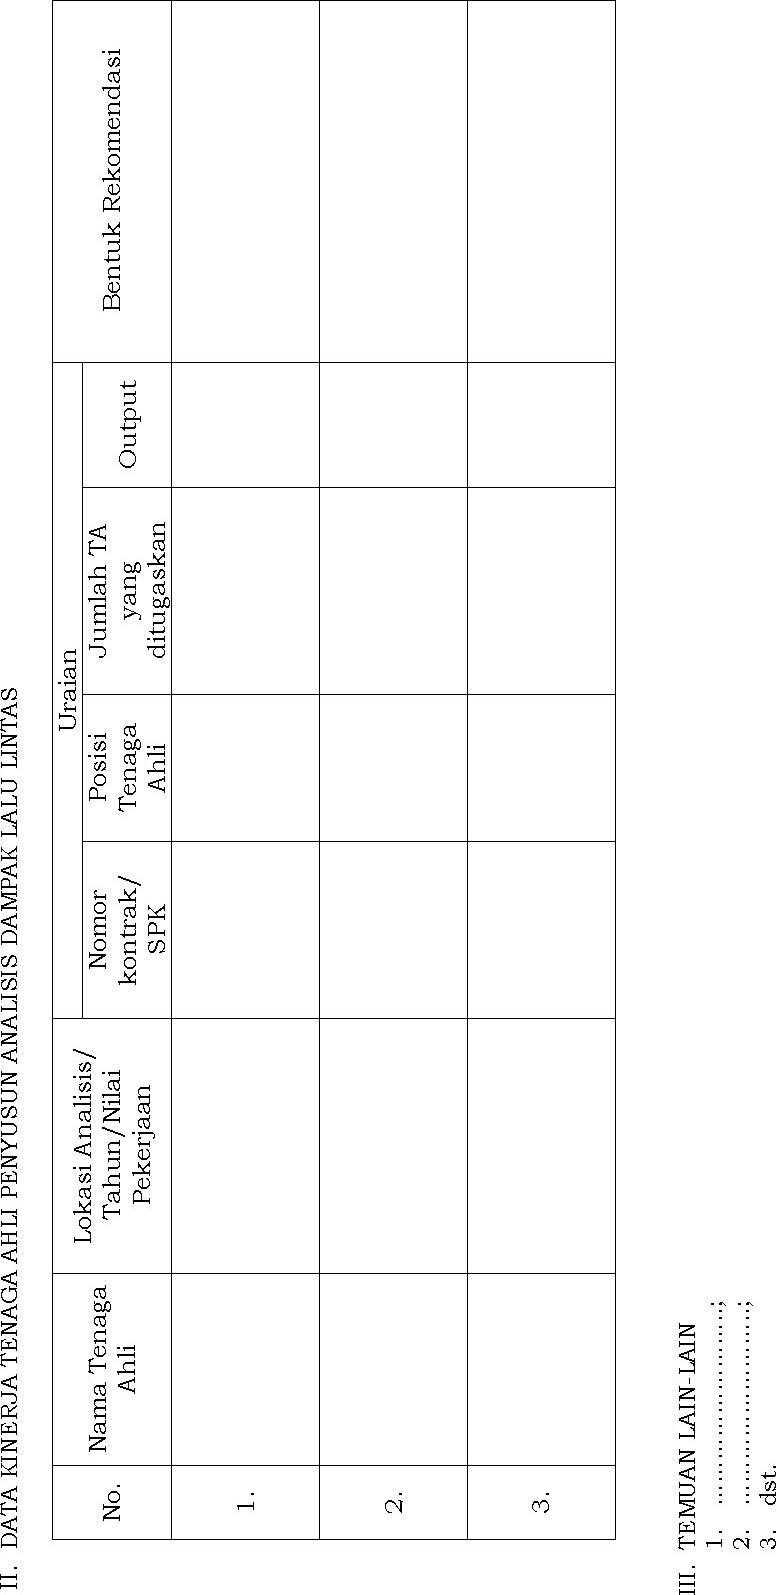 II. DATA KINERJA TENAGA AHLI PENYUSUN ANALISIS DAMPAK LALU LINTAS
No.
Nama Tenaga
Ahli
Lokasi Analisis/
Tahun/Nilai
Pekerjaan
Uraian
Nomor
kontrak/
SPK
Posisi
Tenaga
Ahli
Jumlah TA
yang
ditugaskan
Output
Bentuk Rekomendasi
1.
2.
3.
III. TEMUAN LAIN-LAIN
1. ..............................;
2. ..............................;
3. dst.